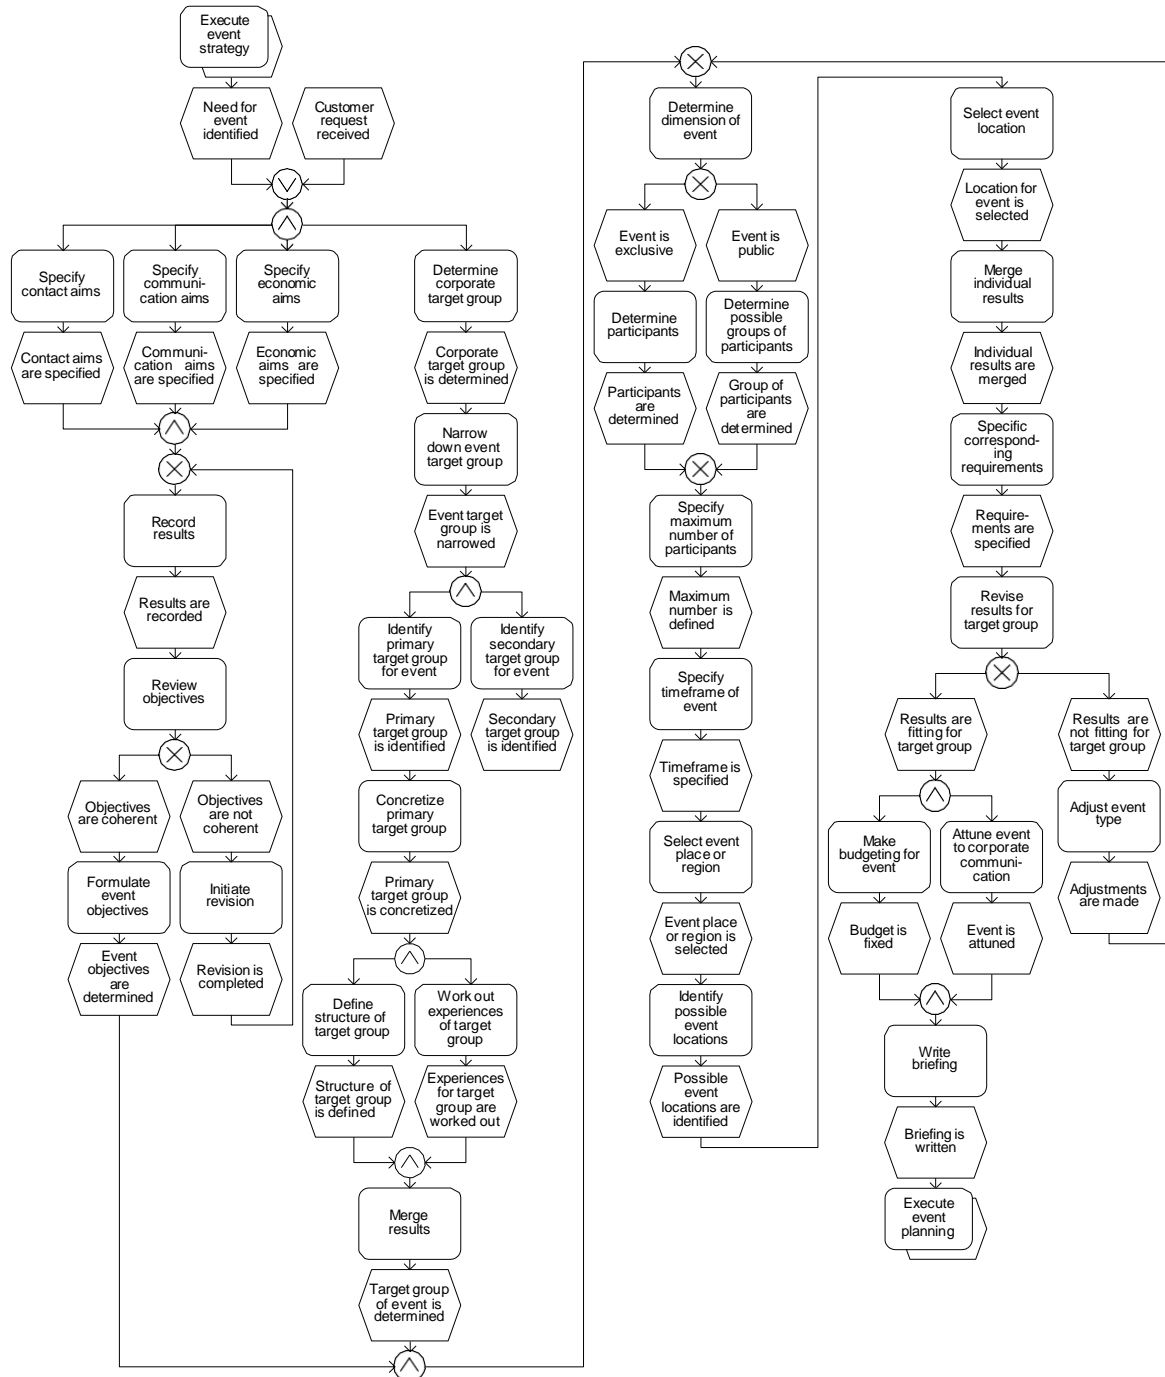 Execute
event
strategy
Need for
event
identified
Customer
request
received
Specify
contact aims
Specify
communi-
cation aims
Specify
economic
aims
Determine
corporate
target group
Contact aims
are specified
Communi-
cation aims
are specified
Economic
aims are
specified
Corporate
target group
is determined
Narrow
down event
target group
Record
results
Event target
group is
narrowed
Results are
recorded
Identify
primary
target group
for event
Identify
secondary
target group
for event
Review
objectives
Primary
target group
is identified
Secondary
target group
is identified
Objectives
are coherent
Objectives
are not
coherent
Concretize
primary
target group
Formulate
event
objectives
Initiate
revision
Primary
target group
is concretized
Event
objectives
are
determined
Revision is
completed
Define
structure of
target group
Work out
experiences
of target
group
Structure of
target group
is defined
Experiences
for target
group are
worked out
Merge
results
Target group
of event is
determined
Determine
dimension of
event
Event is
exclusive
Event is
public
Determine
participants
Determine
possible
groups of
participants
Participants
are
determined
Group of
participants
are
determined
Specify
maximum
number of
participants
Maximum
number is
defined
Specify
timeframe of
event
Timeframe is
specified
Select event
place or
region
Event place
or region is
selected
Identify
possible
event
locations
Possible
event
locations are
identified
Select event
location
Location for
event is
selected
Merge
individual
results
Individual
results are
merged
Specific
correspond-
ing
requirements
Require-
ments are
specified
Revise
results for
target group
Results are
fitting for
target group
Results are
not fitting for
target group
Make
budgeting for
event
Attune event
to corporate
communi-
cation
Adjust event
type
Budget is
fixed
Event is
attuned
Adjustments
are made
Write
briefing
Briefing is
written
Execute
event
planning